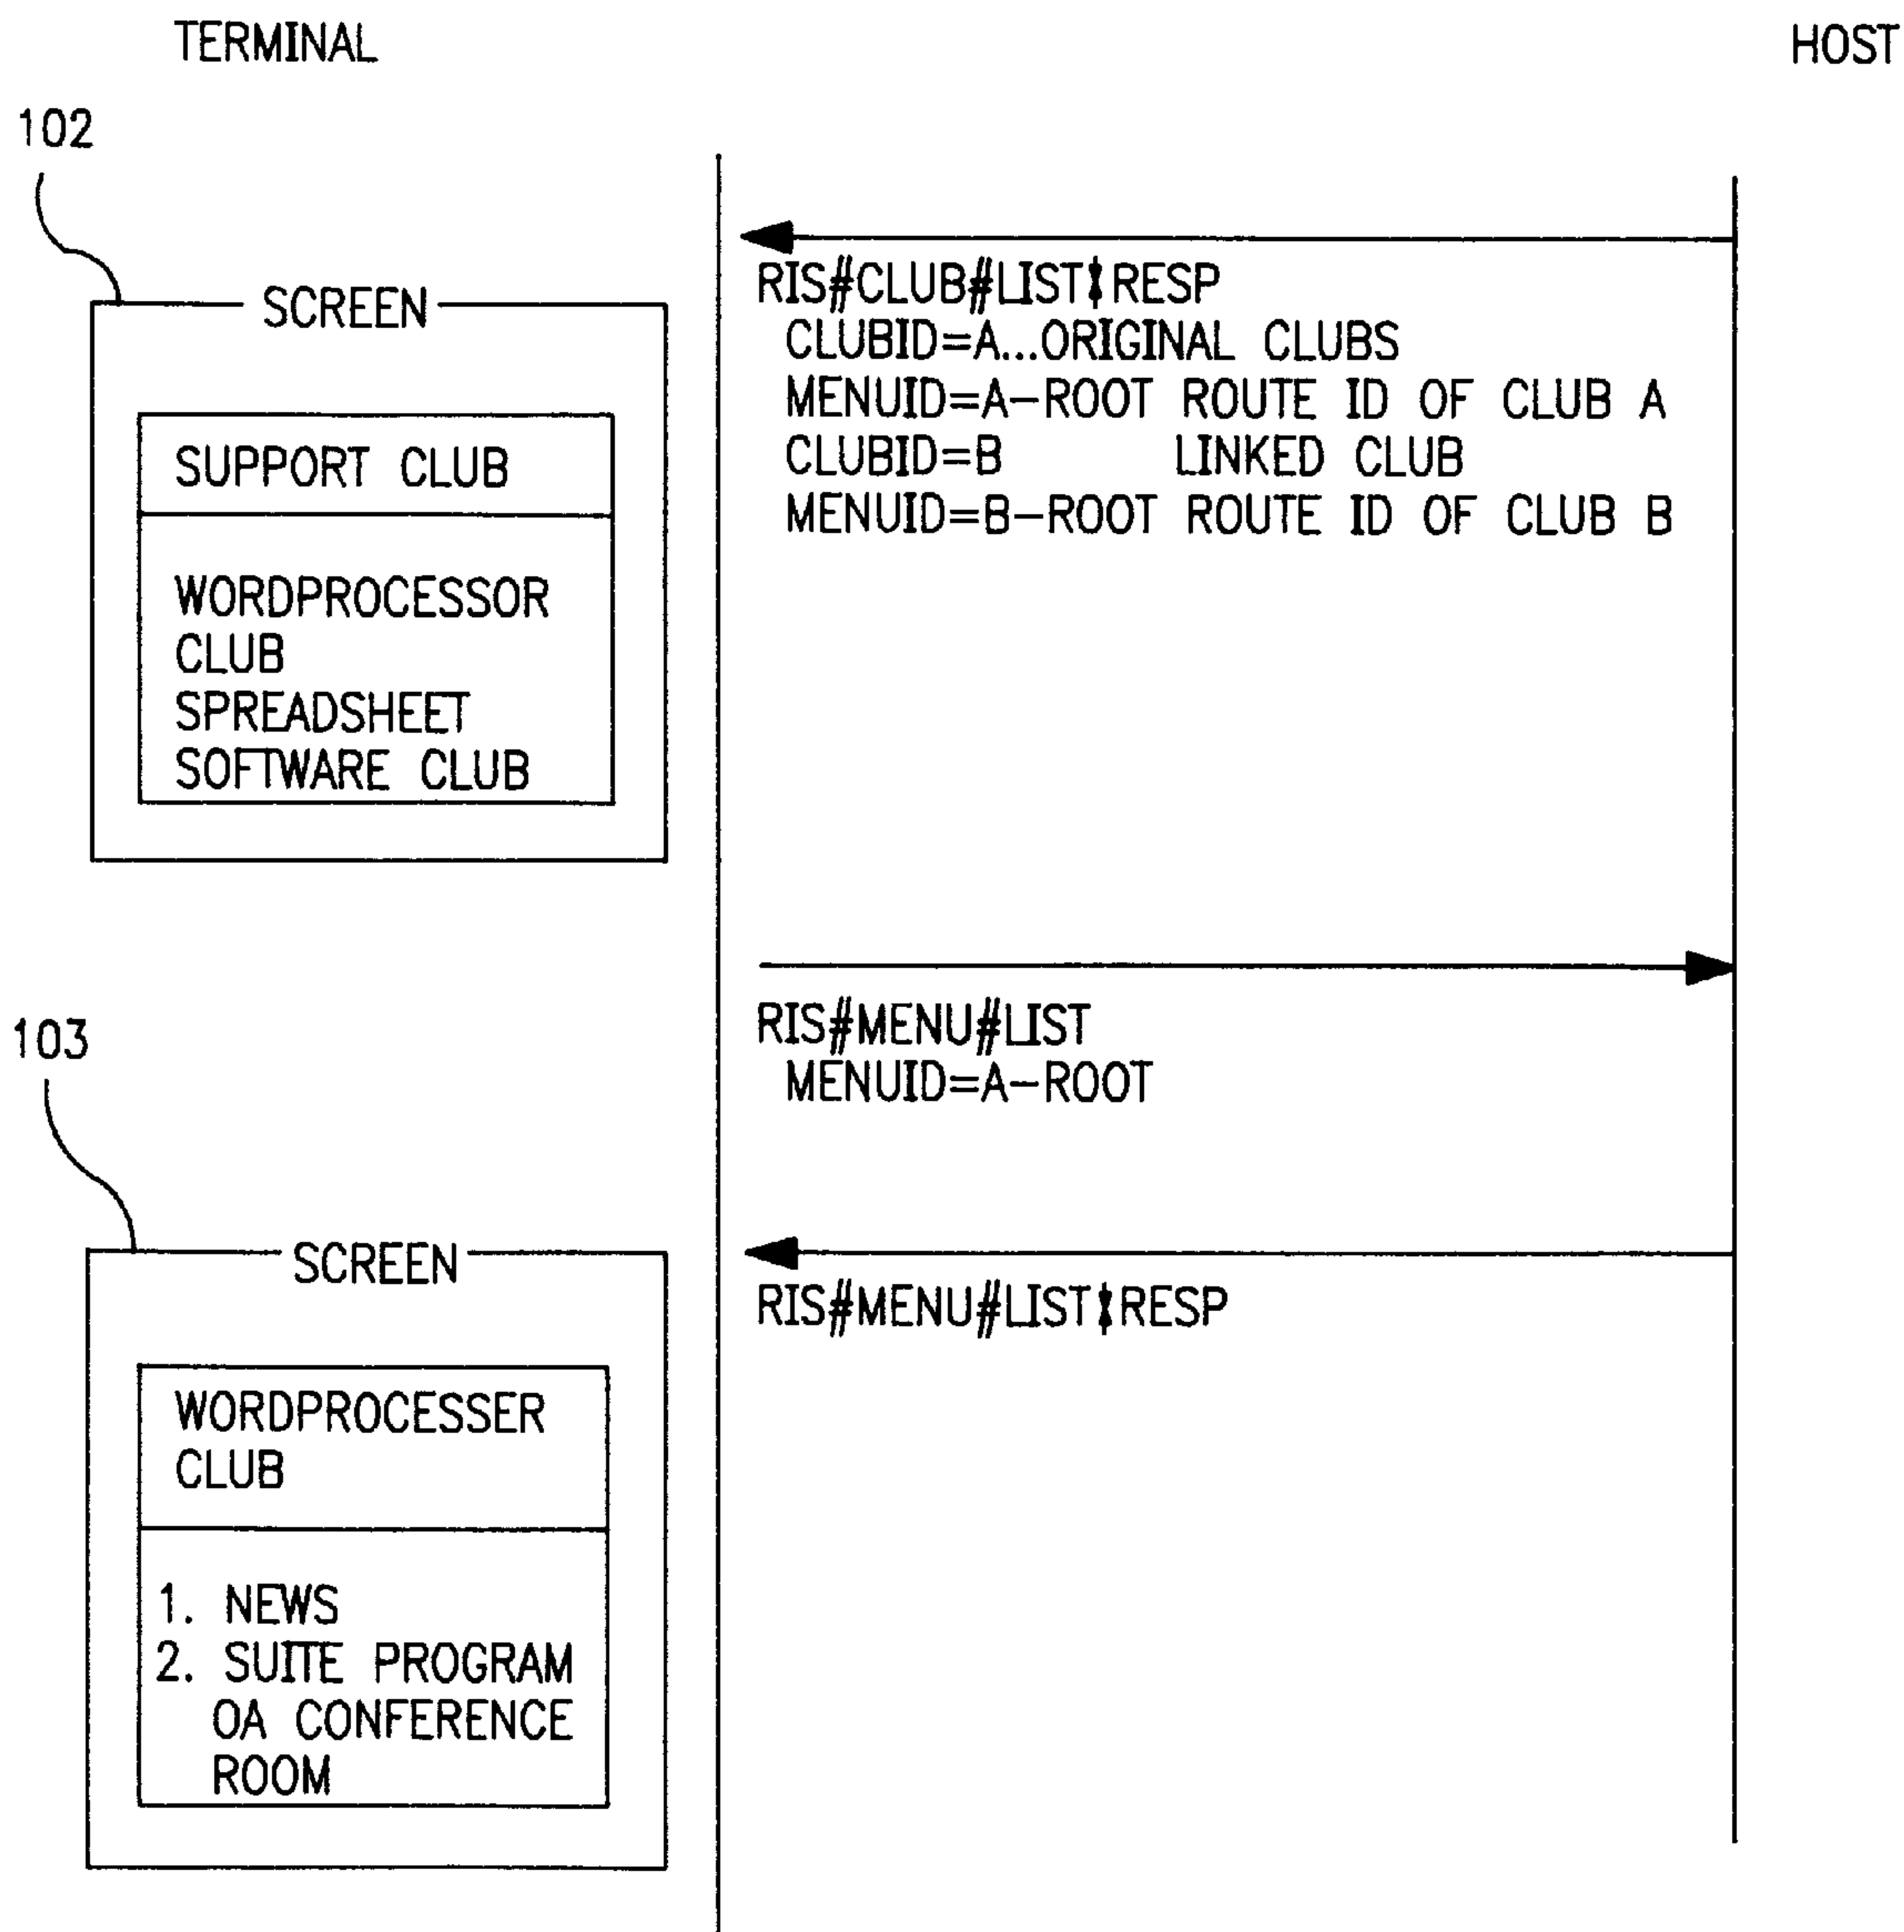 TERMINAL
HOST
102
SCREEN
SUPPORT CLUB
WORDPROCESSOR
CLUB
SPREADSHEET
SOFTWARE CLUB
RIS#CLUB#LIST$RESP
CLUBID=A...ORIGINAL CLUBS
MENUID=A-ROOT ROUTE ID OF CLUB A
CLUBID=B LINKED CLUB
MENUID=B-ROOT ROUTE ID OF CLUB B
RIS#MENU#LIST
MENUID=A-ROOT
103
SCREEN
WORDPROCESSER
CLUB
1. NEWS
2. SUITE PROGRAM
OA CONFERENCE
ROOM
RIS#MENU#LIST$RESP